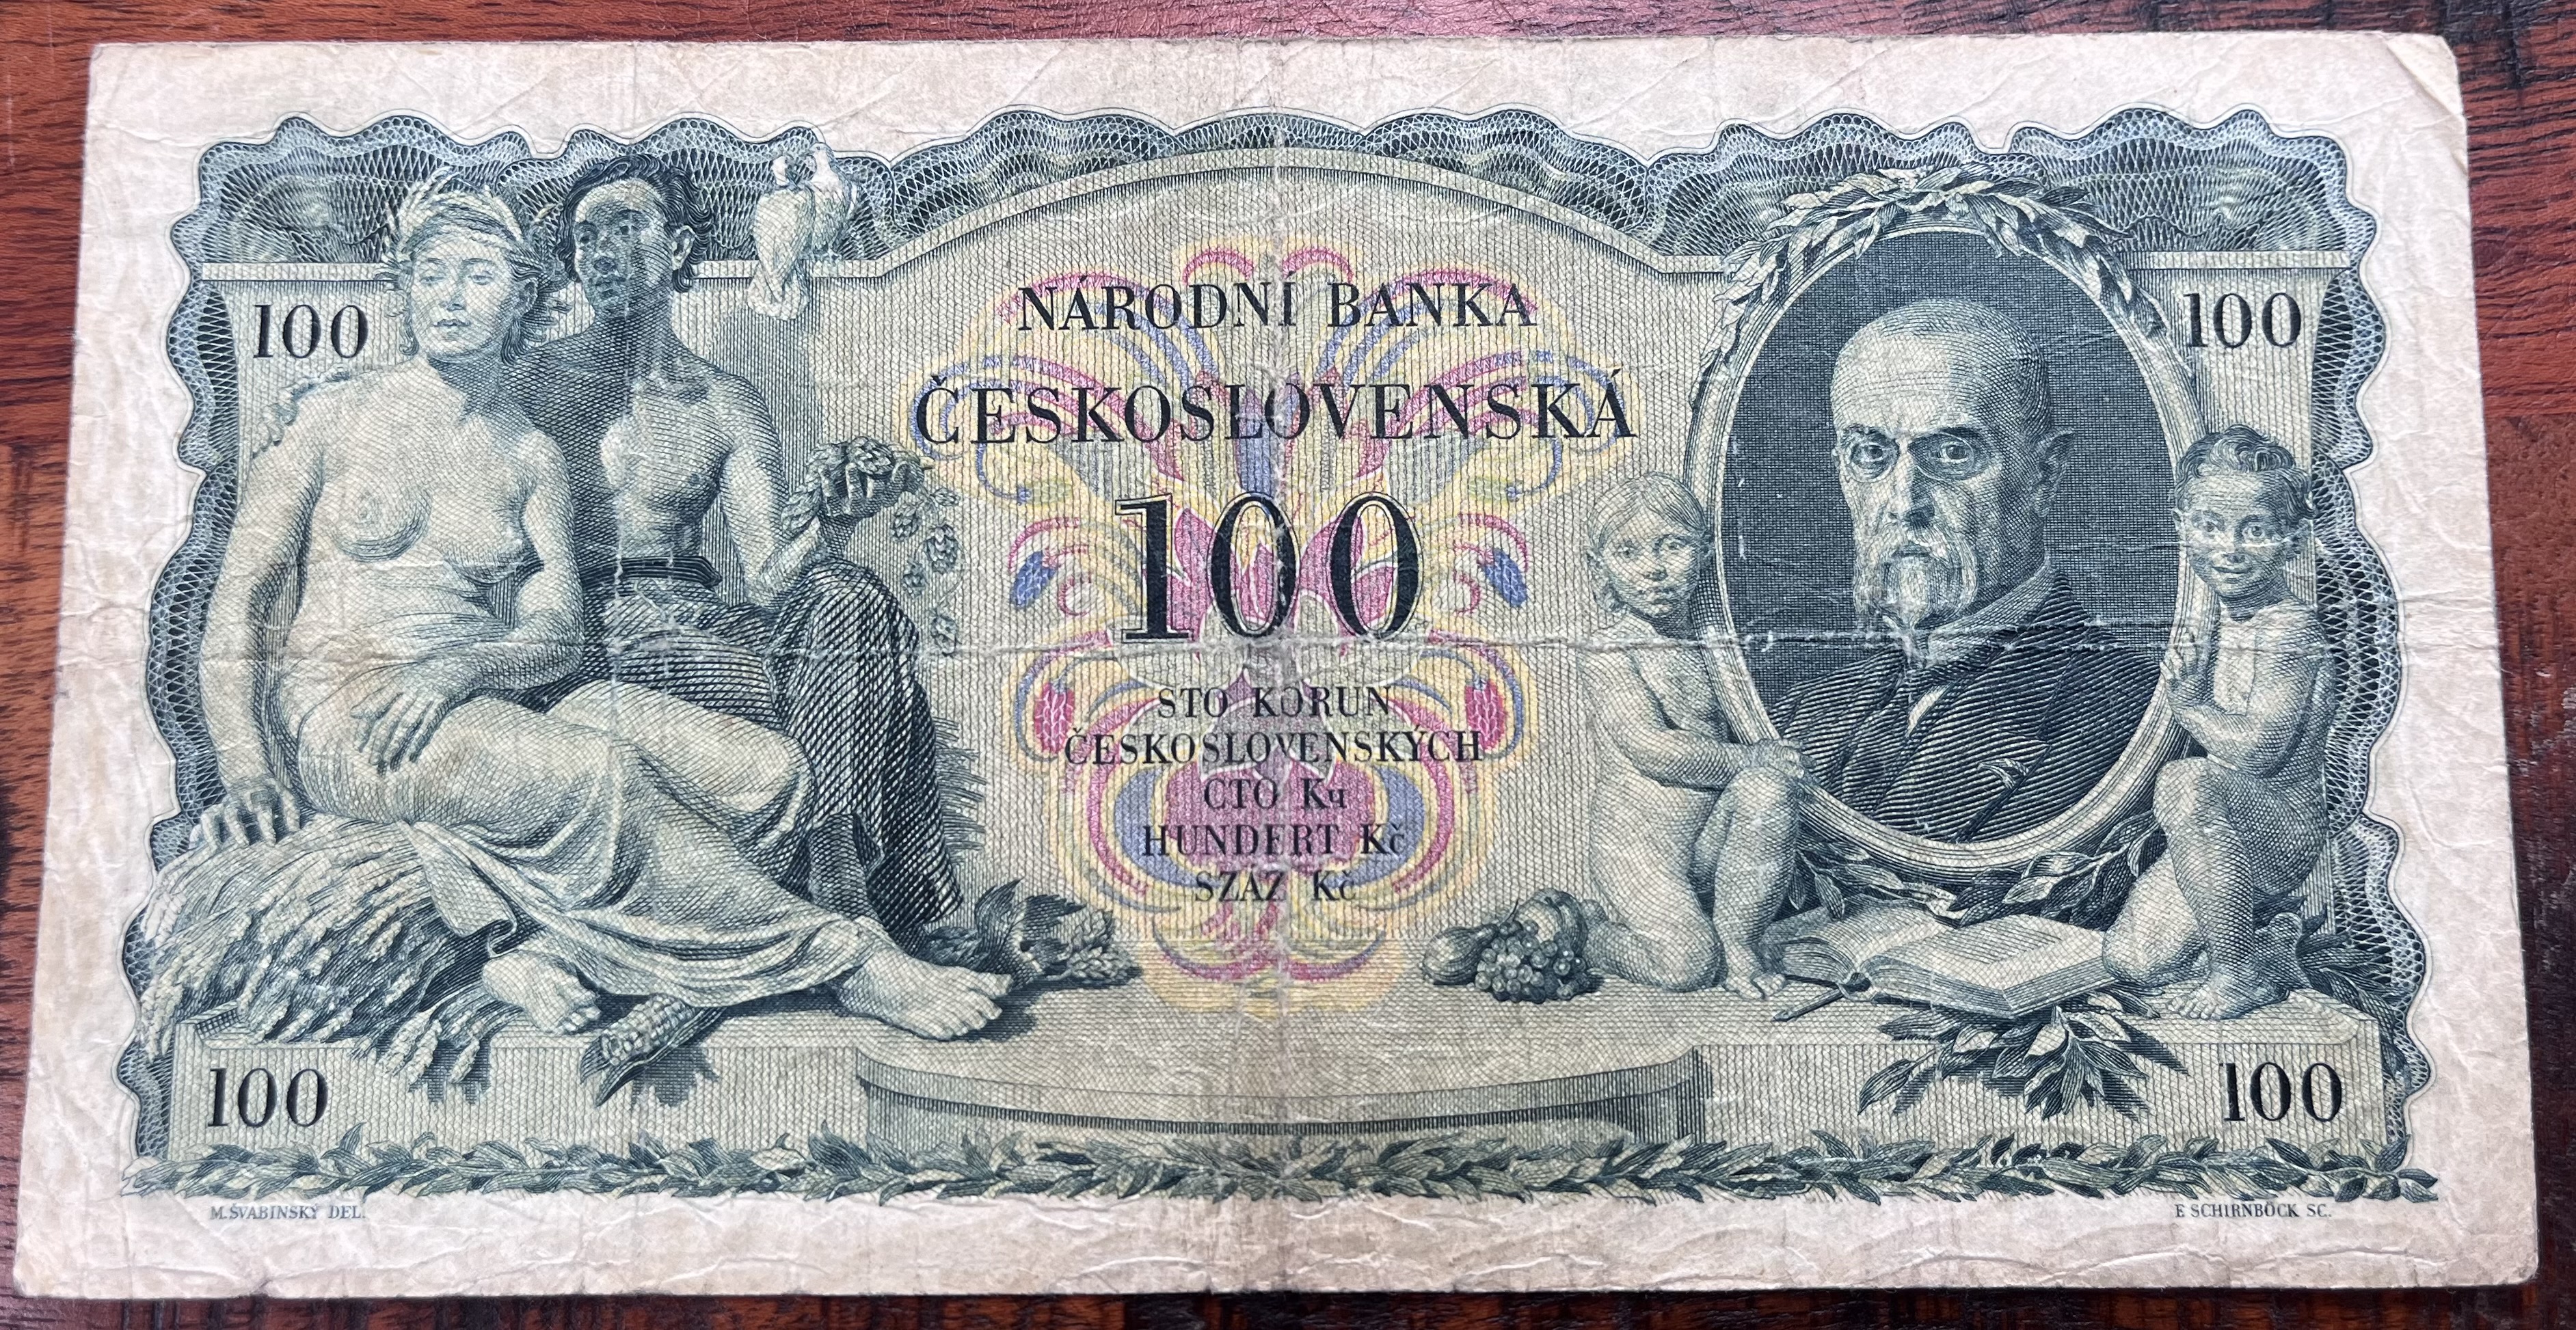 100
NÁRODNÍ BANKA
100
ČESKOSLOVENSKÁ
100
STO KORUN
ČESKOSLOVENSKÝCH
СТО Кч
HUNDERT Kč
SZAZ Kč
100
100
M. ŠVABINSKÝ DEL.
E SCHIRNBÖCK SC.